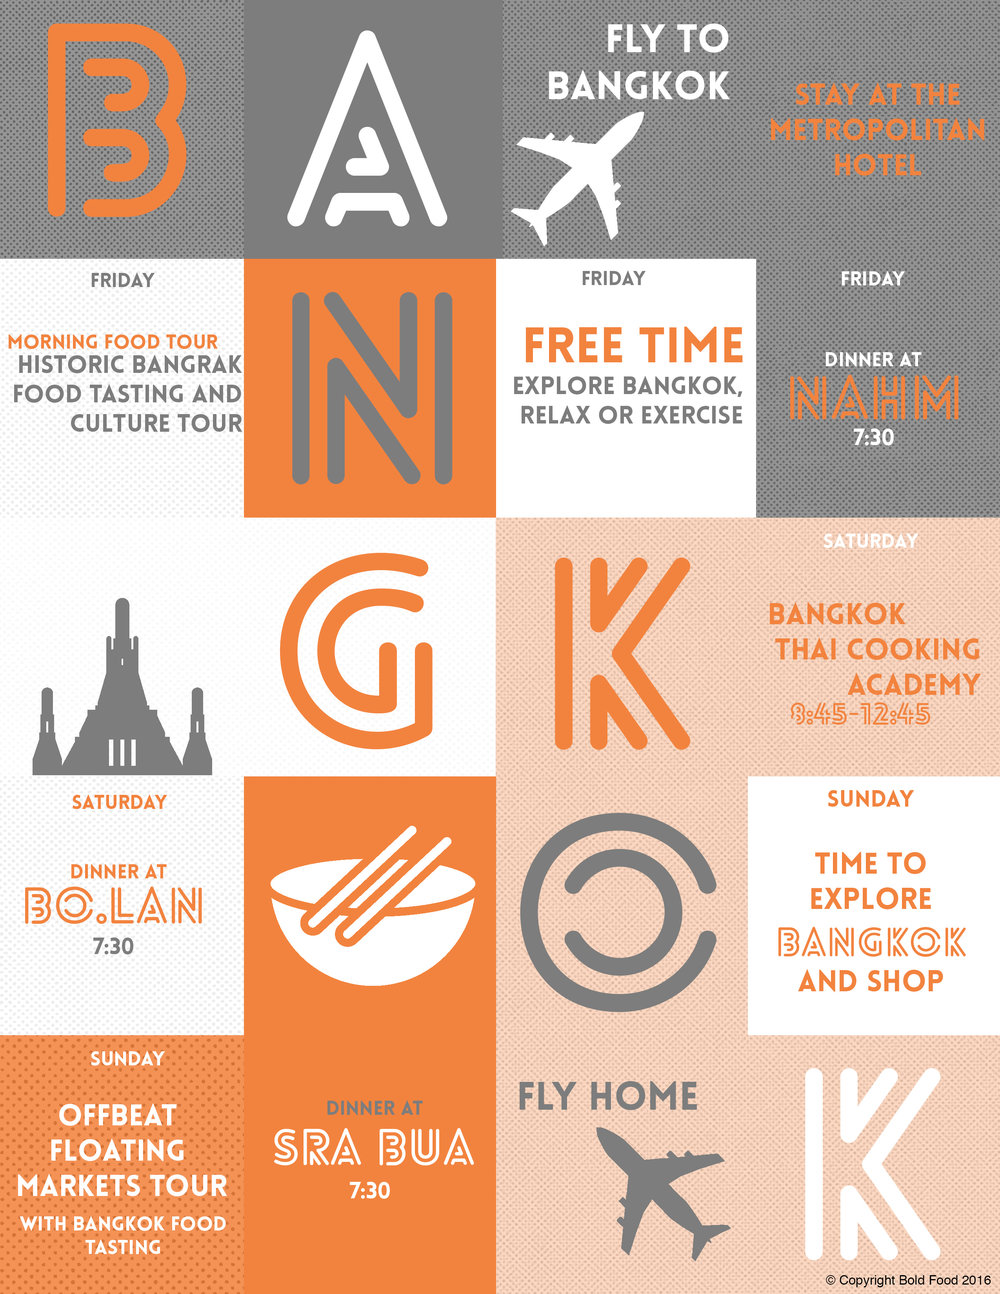 B
A
FLY TO
BANGKOK
STAY AT THE
METROPOLITAN
HOTEL
FRIDAY
MORNING FOOD TOUR
HISTORIC BANGRAK
FOOD TASTING AND
CULTURE TOUR
N
FRIDAY
FREE TIME
EXPLORE BANGKOK,
RELAX OR EXERCISE
FRIDAY
DINNER AT
NAHM
7:30
G
K
SATURDAY
BANGKOK
THAI COOKING
ACADEMY
8:45-12:45
SATURDAY
DINNER AT
BO.LAN
7:30
O
SUNDAY
TIME TO
EXPLORE
BANGKOK
AND SHOP
SUNDAY
OFFBEAT
FLOATING
MARKETS TOUR
WITH BANGKOK FOOD
TASTING
DINNER AT
SRA BUA
7:30
FLY HOME
K
© Copyright Bold Food 2016